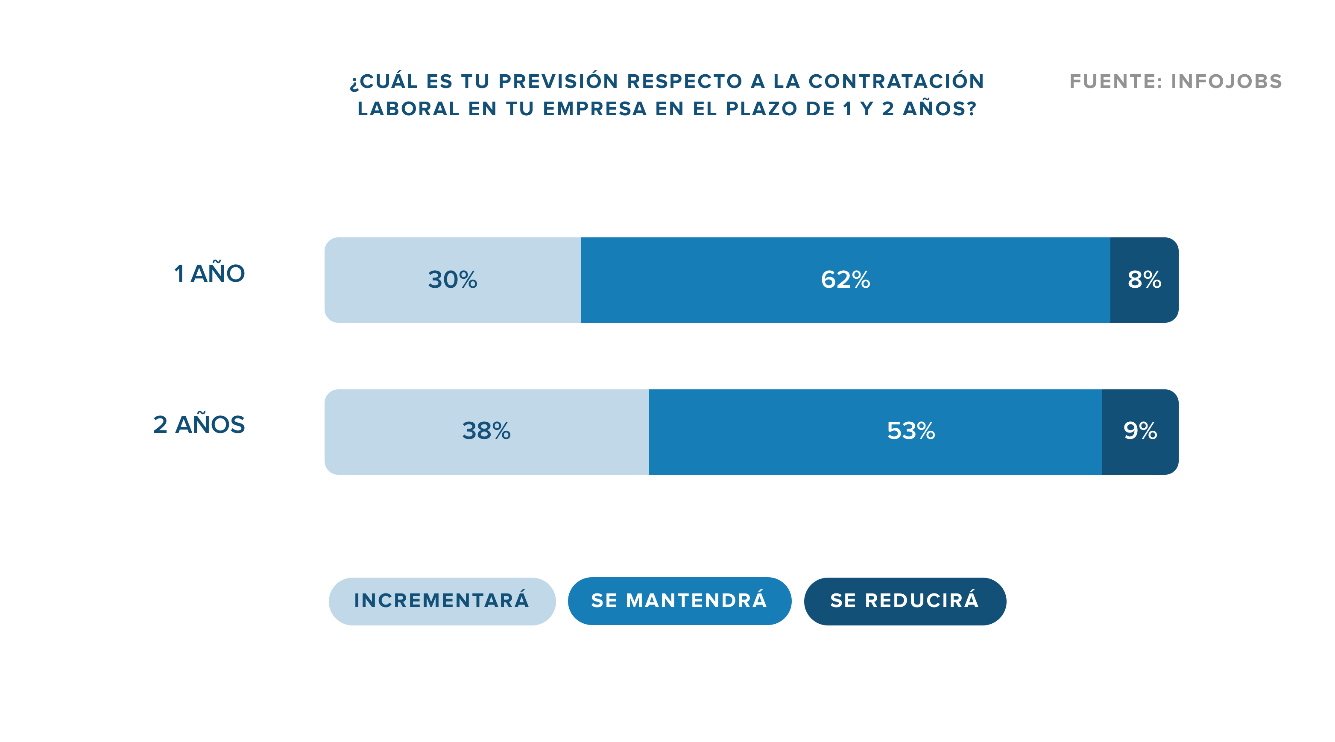 ¿CUÁL ES TU PREVISIÓN RESPECTO A LA CONTRATACIÓN
LABORAL EN TU EMPRESA EN EL PLAZO DE 1 Y 2 AÑOS?
FUENTE: INFOJOBS
1 AÑO
30%
62%
8%
2 AÑOS
38%
53%
9%
INCREMENTARÁ
SE MANTENDRÁ
SE REDUCIRÁ